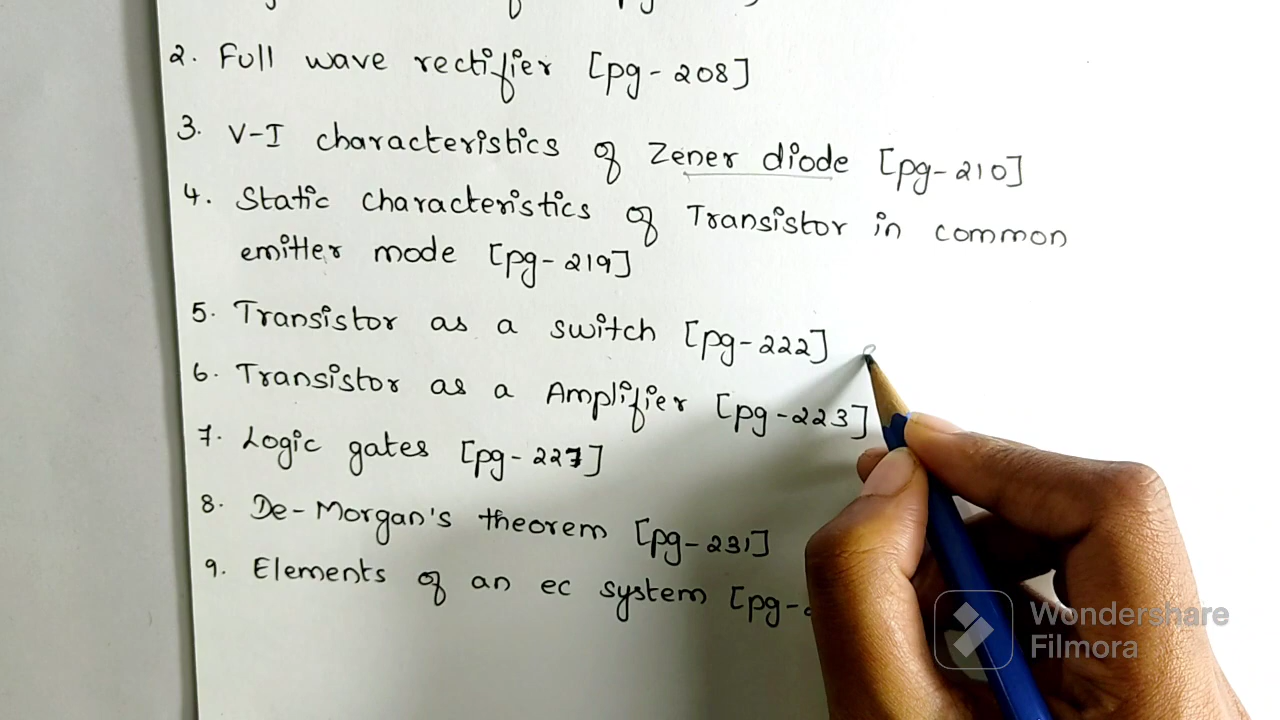 2. Full wave rectifier [pg-208]
3. V-I characteristics of Zener diode [pg-210]
4. Static characteristics of Transistor in common
emitter mode [pg-219]
5. Transistor as a switch [pg-222]
6. Transistor as a Amplifier [pg-223]
7. Logic gates [pg-227]
8. De-Morgan's theorem [pg-231]
9. Elements of an ec system [pg-
Wondershare
Filmora